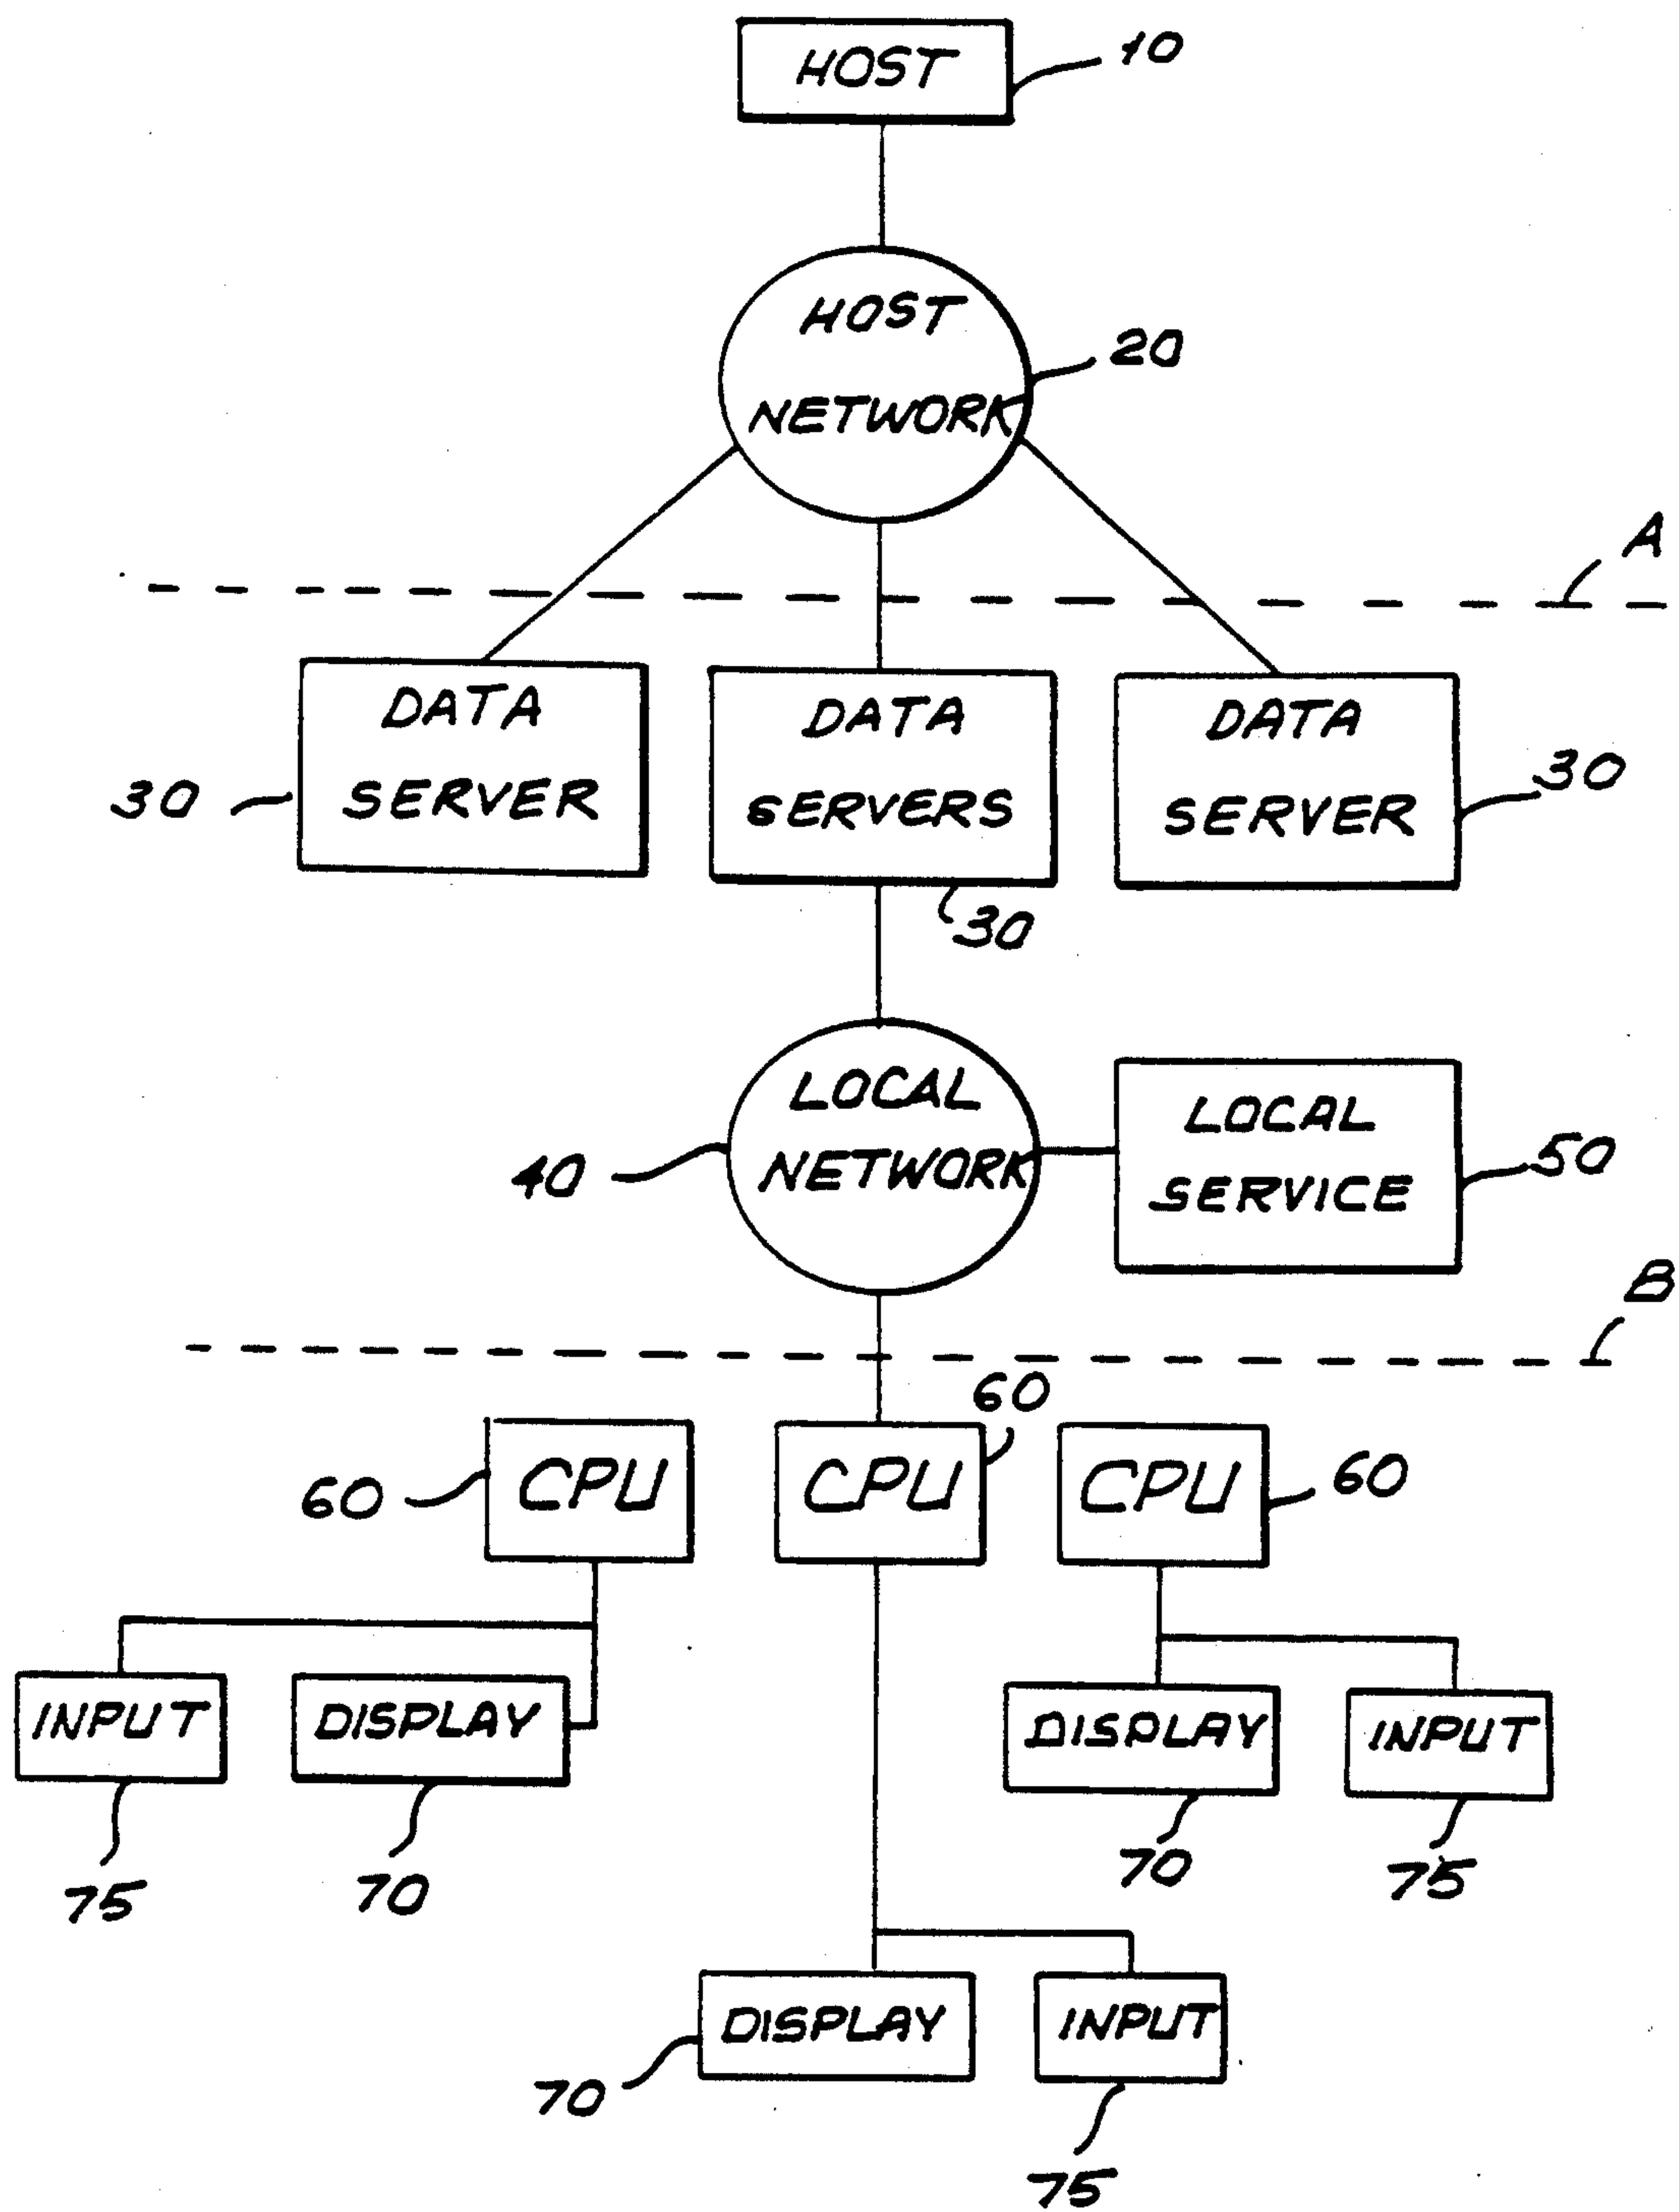 HOST
10
HOST
NETWORK
20
A
DATA
SERVER
30
DATA
SERVERS
30
DATA
SERVER
30
LOCAL
NETWORK
40
LOCAL
SERVICE
50
B
60
CPU
CPU
60
CPU
60
INPUT
75
DISPLAY
70
DISPLAY
70
INPUT
75
DISPLAY
70
INPUT
75